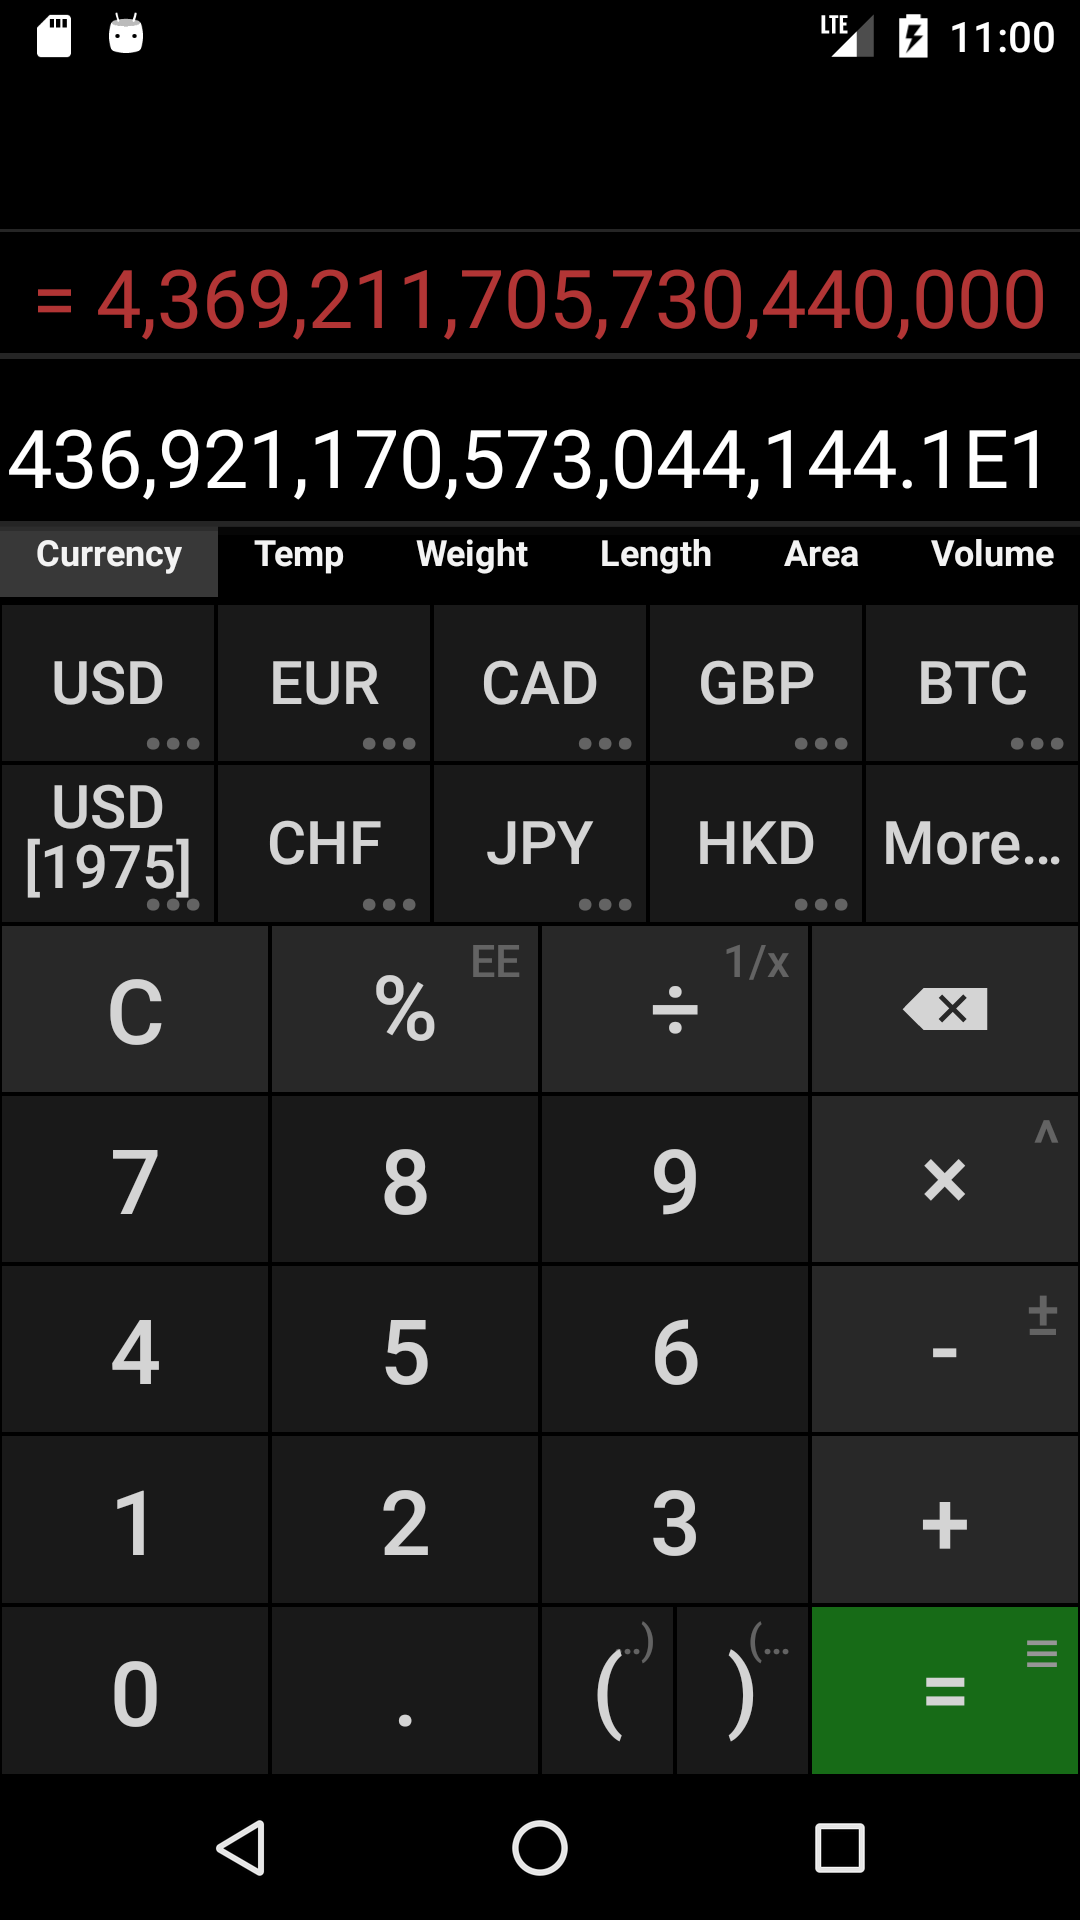 LTE 11:00
= 4,369,211,705,730,440,000
436,921,170,573,044,144.1E1
Currency Temp Weight Length Area Volume
USD EUR CAD GBP BTC
USD [1975] CHF JPY HKD More...
C % EE ÷ 1/x
7 8 9 × ^
4 5 6 - ±
1 2 3 +
0 . ( ..) ) (... =